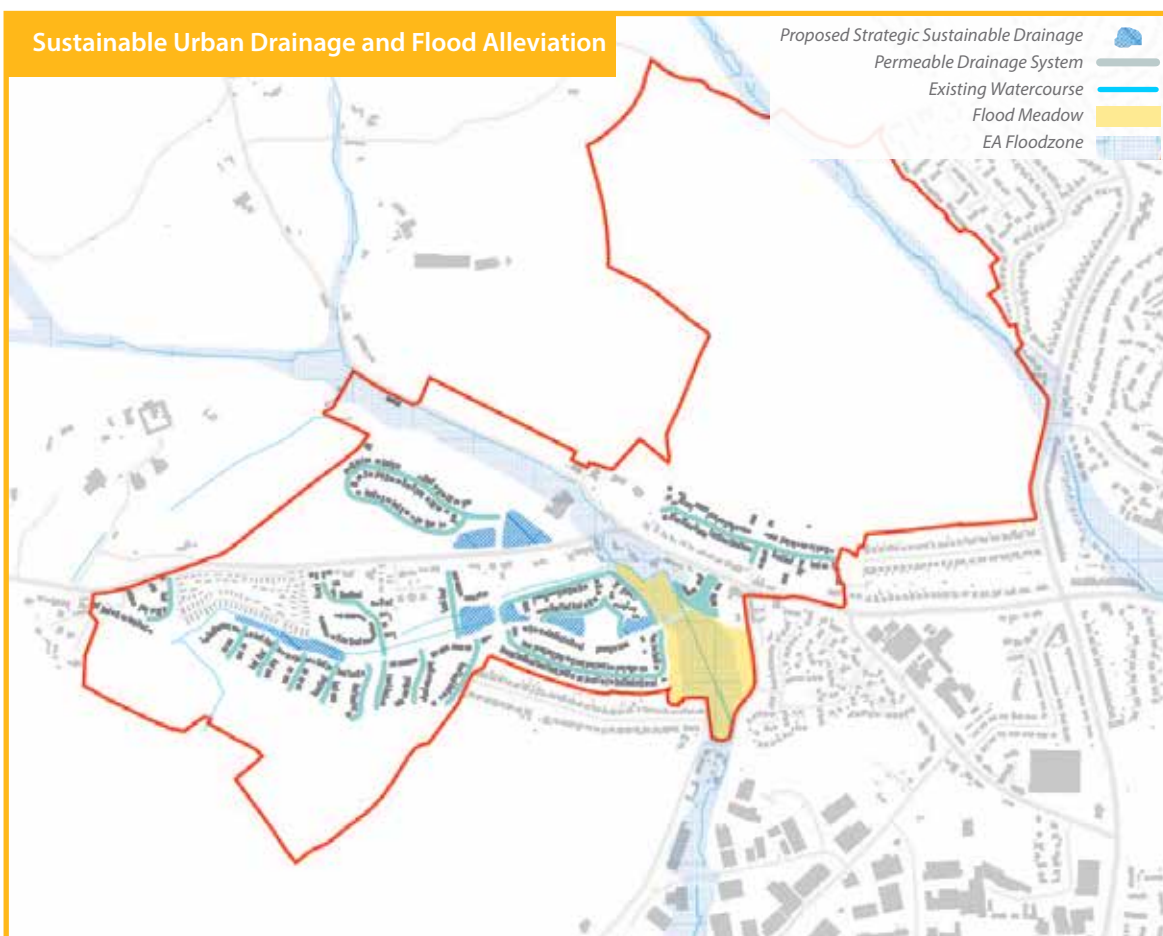 Sustainable Urban Drainage and Flood Alleviation
Proposed Strategic Sustainable Drainage
Permeable Drainage System
Existing Watercourse
Flood Meadow
EA Floodzone